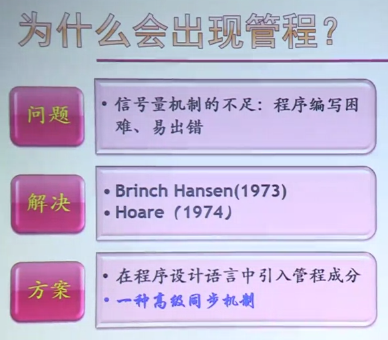 为什么会出现管程?
问题
• 信号量机制的不足：程序编写困
难、易出错
解决
• Brinch Hansen(1973)
• Hoare（1974）
方案
• 在程序设计语言中引入管程成分
• 一种高级同步机制